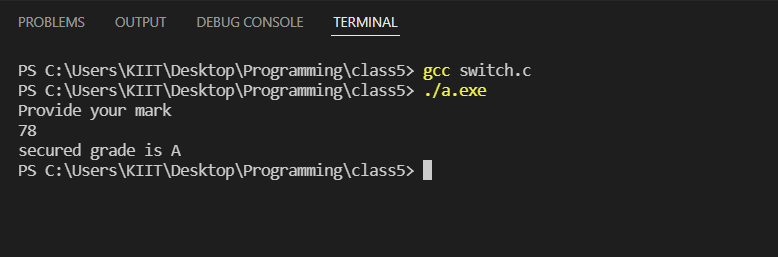 PROBLEMS OUTPUT DEBUG CONSOLE TERMINAL
PS C:\Users\KIIT\Desktop\Programming\class5> gcc switch.c
PS C:\Users\KIIT\Desktop\Programming\class5> ./a.exe
Provide your mark
78
secured grade is A
PS C:\Users\KIIT\Desktop\Programming\class5>